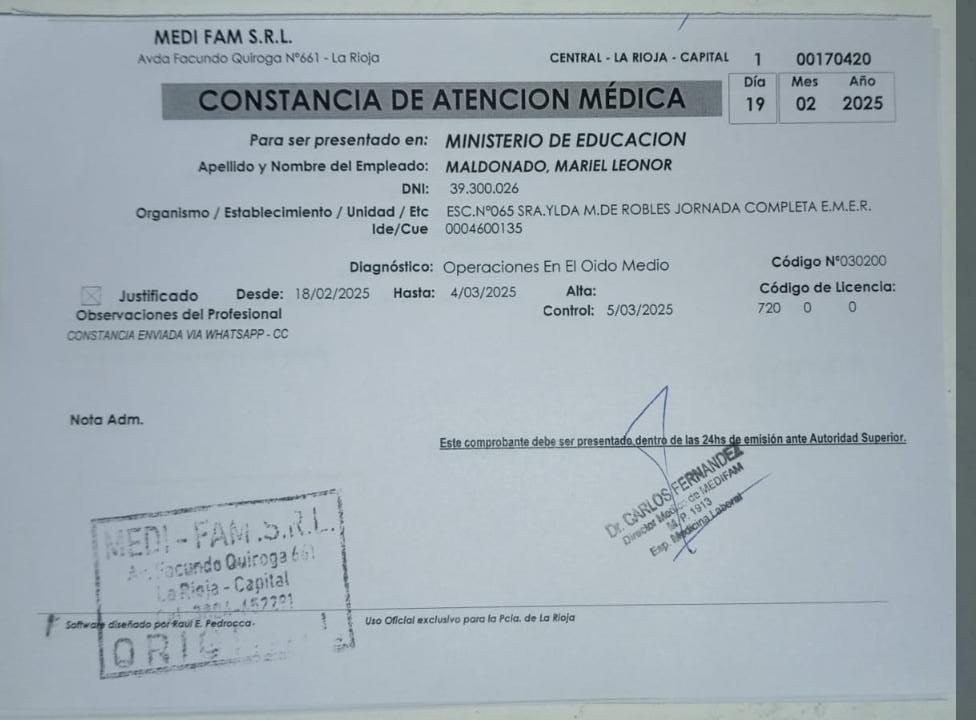 MEDI FAM S.R.L.
Avda Facundo Quiroga Nº661 - La Rioja
CENTRAL - LA RIOJA - CAPITAL 1 00170420
CONSTANCIA DE ATENCION MÉDICA
Día Mes Año
19 02 2025
Para ser presentado en: MINISTERIO DE EDUCACION
Apellido y Nombre del Empleado: MALDONADO, MARIEL LEONOR
DNI: 39.300.026
Organismo / Establecimiento / Unidad / Etc ESC.Nº065 SRA.YLDA M.DE ROBLES JORNADA COMPLETA E.M.E.R.
Ide/Cue 0004600135
Diagnóstico: Operaciones En El Oido Medio Código Nº030200
Justificado Desde: 18/02/2025 Hasta: 4/03/2025 Alta: Código de Licencia:
Observaciones del Profesional Control: 5/03/2025 720 0 0
CONSTANCIA ENVIADA VIA WHATSAPP - CC
Nota Adm.
Este comprobante debe ser presentado dentro de las 24hs de emisión ante Autoridad Superior.
Dr. CARLOS FERNANDEZ
Director Medico de MEDIFAM
M.P. 1913
Esp. Medicina Laboral
MEDI - FAM .S.R.L.
Av. Facundo Quiroga 661
La Rioja - Capital
Software diseñado por Raul E. Pedrocca.
Uso Oficial exclusivo para la Pcia. de La Rioja